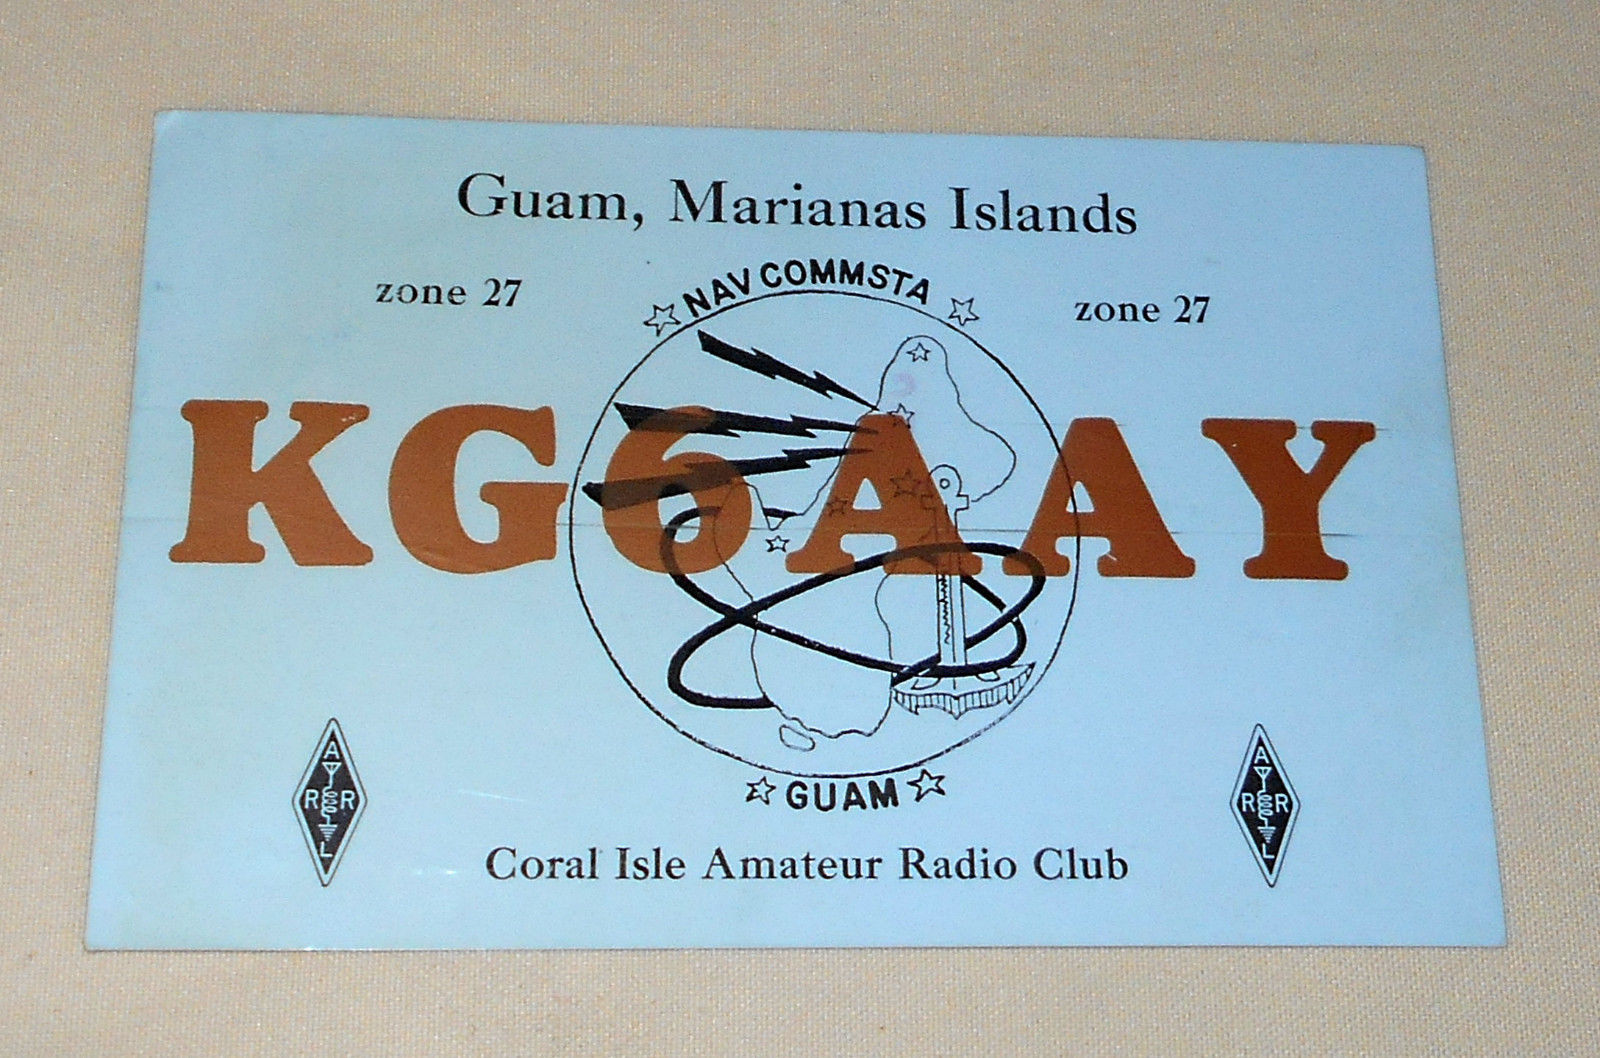 Guam, Marianas Islands
NAV COMMSTA
zone 27
zone 27
KG6AAY
A
R R
L
GUAM
A
R R
L
Coral Isle Amateur Radio Club